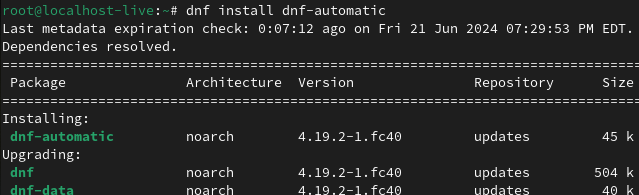 root@localhost-live:~# dnf install dnf-automatic
Last metadata expiration check: 0:07:12 ago on Fri 21 Jun 2024 07:29:53 PM EDT.
Dependencies resolved.
================================================================================
Package Architecture Version Repository Size
================================================================================
Installing:
dnf-automatic noarch 4.19.2-1.fc40 updates 45 k
Upgrading:
dnf noarch 4.19.2-1.fc40 updates 504 k
dnf-data noarch 4.19.2-1.fc40 updates 40 k